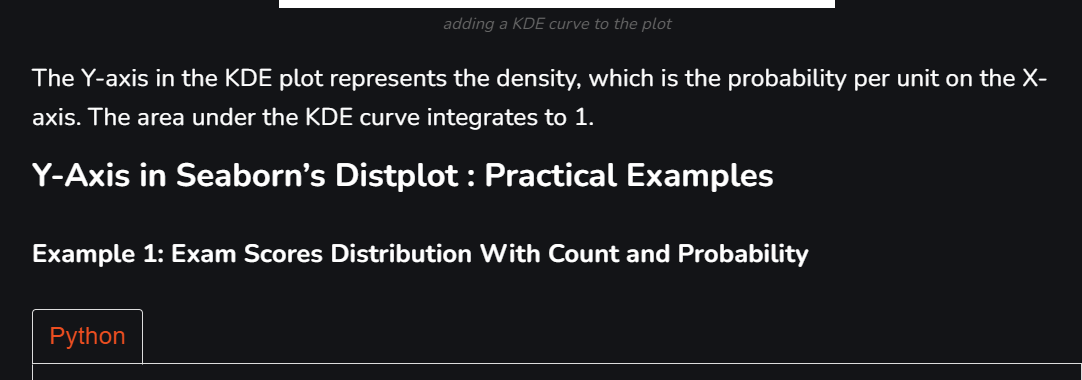 adding a KDE curve to the plot
The Y-axis in the KDE plot represents the density, which is the probability per unit on the X-
axis. The area under the KDE curve integrates to 1.
Y-Axis in Seaborn’s Distplot : Practical Examples
Example 1: Exam Scores Distribution With Count and Probability
Python